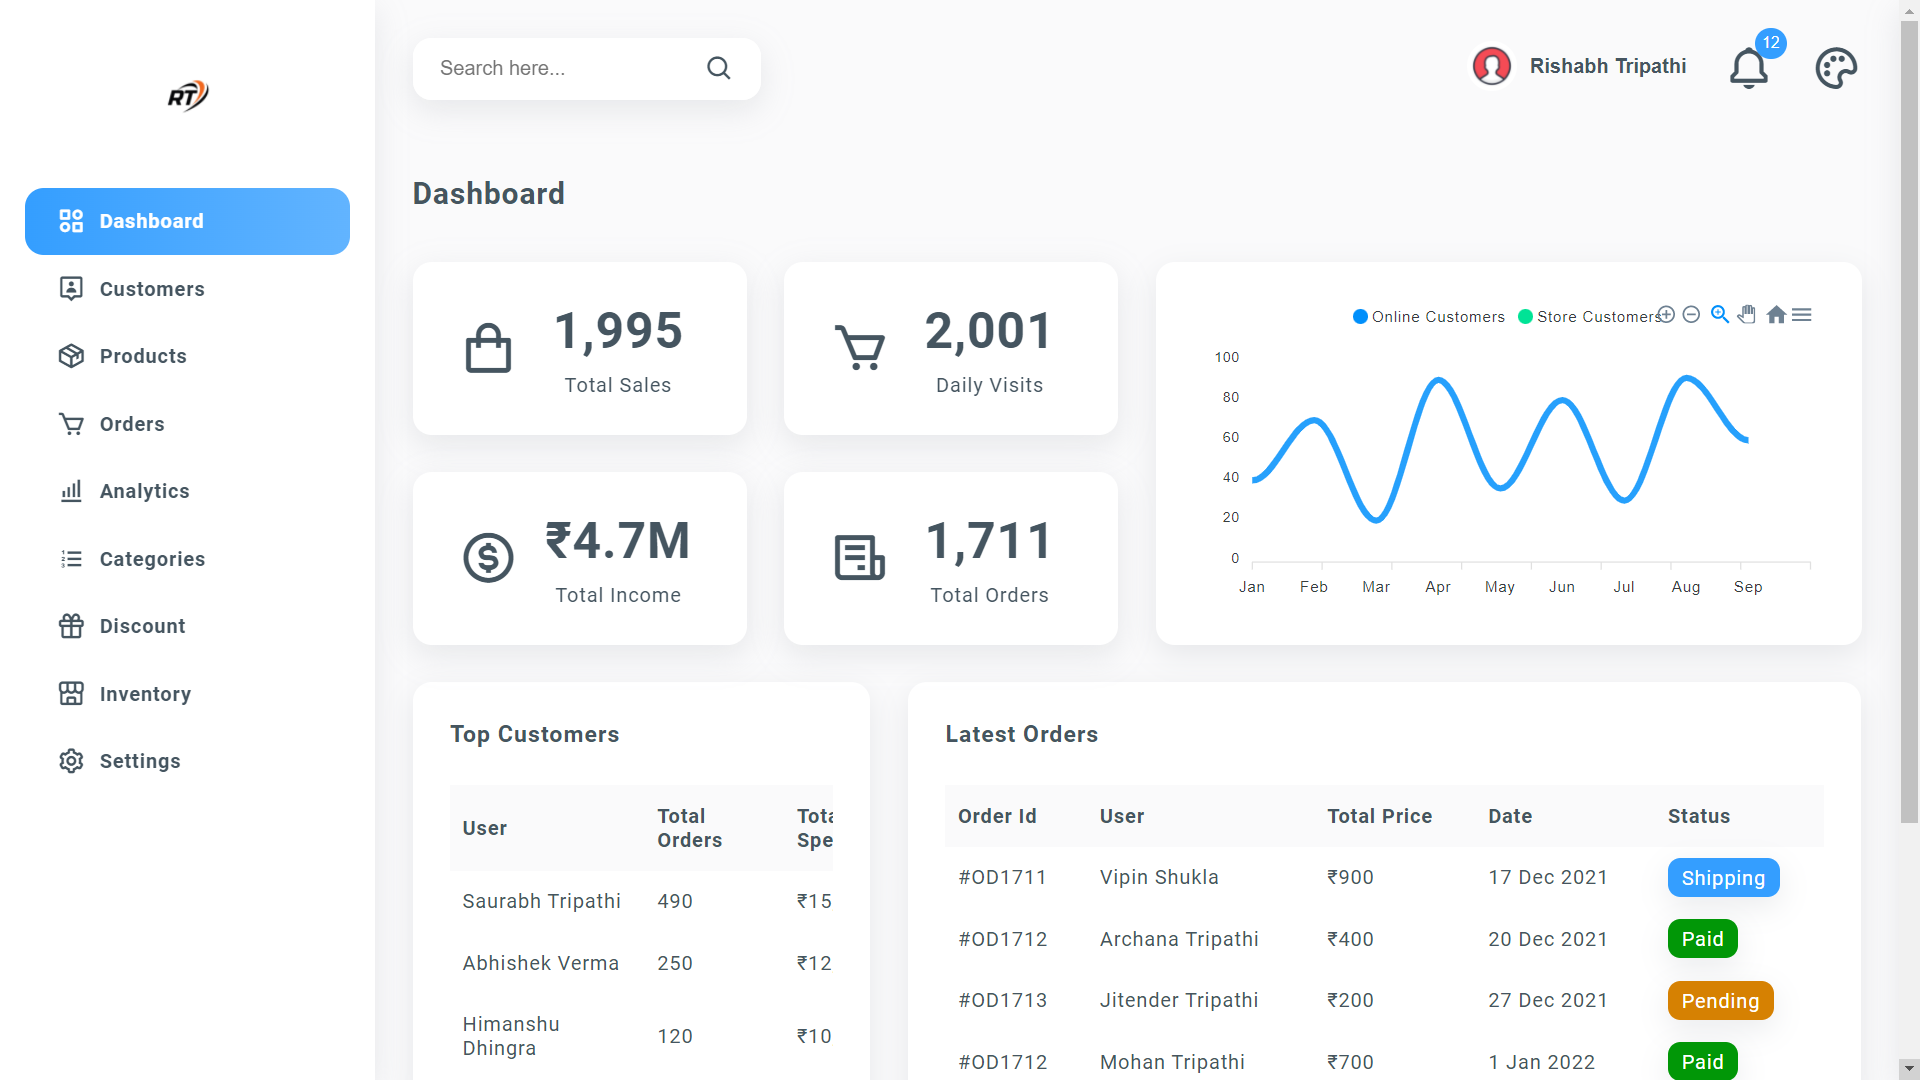 RT
Dashboard
Customers
Products
Orders
Analytics
Categories
Discount
Inventory
Settings
Search here...
Rishabh Tripathi
12
Dashboard
1,995
Total Sales
2,001
Daily Visits
₹4.7M
Total Income
1,711
Total Orders
Online Customers Store Customers
100
80
60
40
20
0
Jan Feb Mar Apr May Jun Jul Aug Sep
Top Customers
User Total Orders
Saurabh Tripathi 490 ₹15
Abhishek Verma 250 ₹12
Himanshu
Dhingra 120 ₹10
Latest Orders
Order Id User Total Price Date Status
#OD1711 Vipin Shukla ₹900 17 Dec 2021 Shipping
#OD1712 Archana Tripathi ₹400 20 Dec 2021 Paid
#OD1713 Jitender Tripathi ₹200 27 Dec 2021 Pending
#OD1712 Mohan Tripathi ₹700 1 Jan 2022 Paid